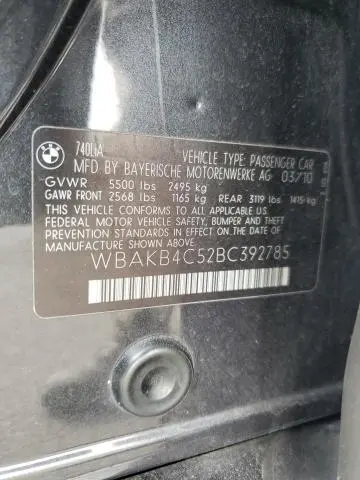 BMW
740LiA
VEHICLE TYPE: PASSENGER CAR
MFD BY BAYERISCHE MOTORENWERKE AG 03/10
GVWR 5500 lbs 2495 kg
GAWR FRONT 2568 lbs 1165 kg REAR 3119 lbs 1415 kg
THIS VEHICLE CONFORMS TO ALL APPLICABLE
FEDERAL MOTOR VEHICLE SAFETY, BUMPER AND THEFT
PREVENTION STANDARDS IN EFFECT ON THE
DATE OF MANUFACTURE SHOWN ABOVE.
WBAKB4C52BC392785